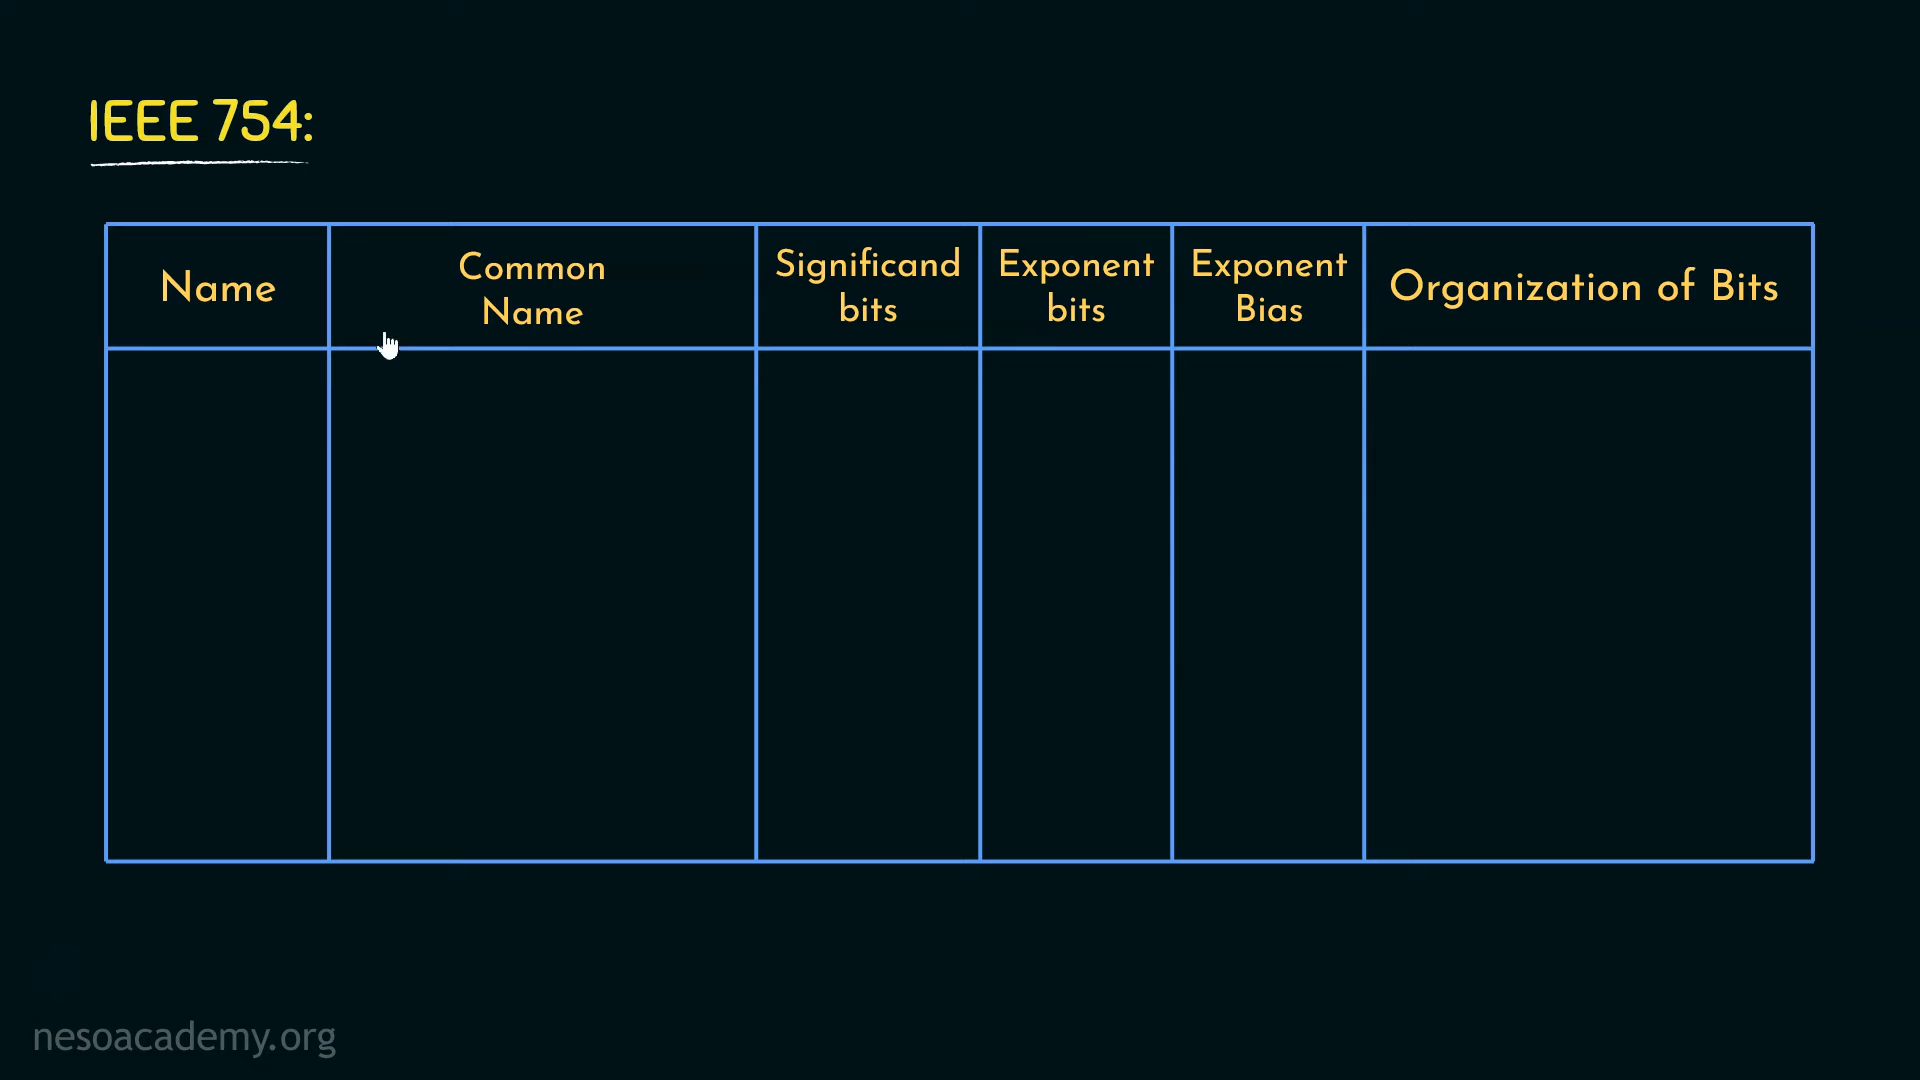 IEEE 754:
Name
Common
Name
Significand
bits
Exponent
bits
Exponent
Bias
Organization of Bits
nesoacademy.org